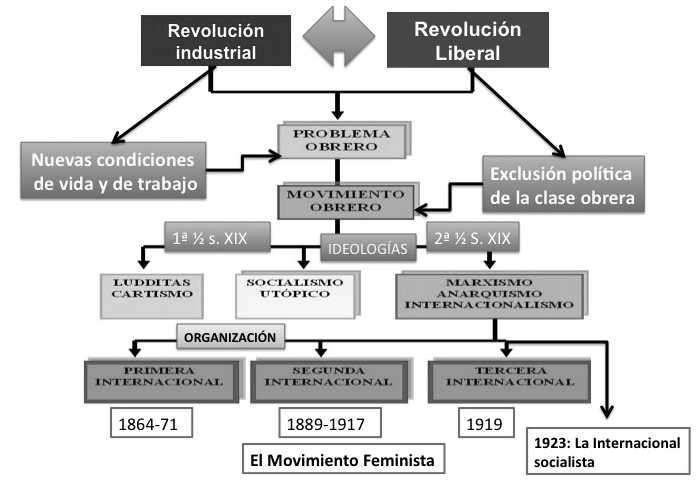 Revolución
industrial
Revolución
Liberal
PROBLEMA
OBRERO
Nuevas condiciones
de vida y de trabajo
Exclusión política
de la clase obrera
MOVIMIENTO
OBRERO
1ª ½ s. XIX
IDEOLOGÍAS
2ª ½ S. XIX
LUDDITAS
CARTISMO
SOCIALISMO
UTÓPICO
MARXISMO
ANARQUISMO
INTERNACIONALISMO
ORGANIZACIÓN
PRIMERA
INTERNACIONAL
SEGUNDA
INTERNACIONAL
TERCERA
INTERNACIONAL
1864-71
1889-1917
1919
1923: La Internacional
socialista
El Movimiento Feminista